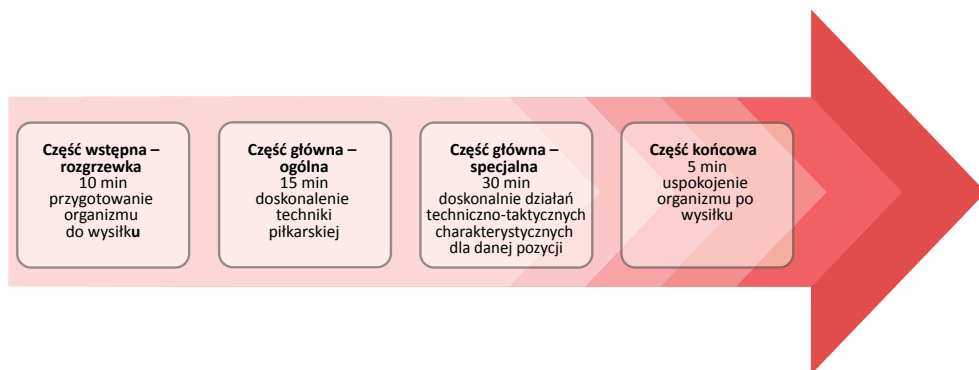 Część wstępna –
rozgrzewka
10 min
przygotowanie
organizmu
do wysiłku
Część główna –
ogólna
15 min
doskonalenie
techniki
piłkarskiej
Część główna –
specjalna
30 min
doskonalnie działań
techniczno-taktycznych
charakterystycznych
dla danej pozycji
Część końcowa
5 min
uspokojenie
organizmu po
wysiłku